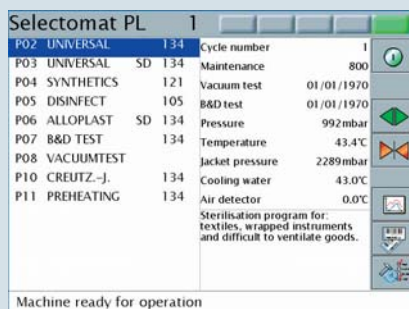 Selectomat PL 1
P02 UNIVERSAL 134
P03 UNIVERSAL SD 134
P04 SYNTHETICS 121
P05 DISINFECT 105
P06 ALLOPLAST SD 134
P07 B&D TEST 134
P08 VACUUMTEST
P10 CREUTZ.-J. 134
P11 PREHEATING 134
Cycle number 1
Maintenance 800
Vacuum test 01/01/1970
B&D test 01/01/1970
Pressure 992mbar
Temperature 43.4°C
Jacket pressure 2289mbar
Cooling water 43.0°C
Air detector 0.0°C
Sterilisation program for:
textiles, wrapped instruments
and difficult to ventilate goods.
Machine ready for operation